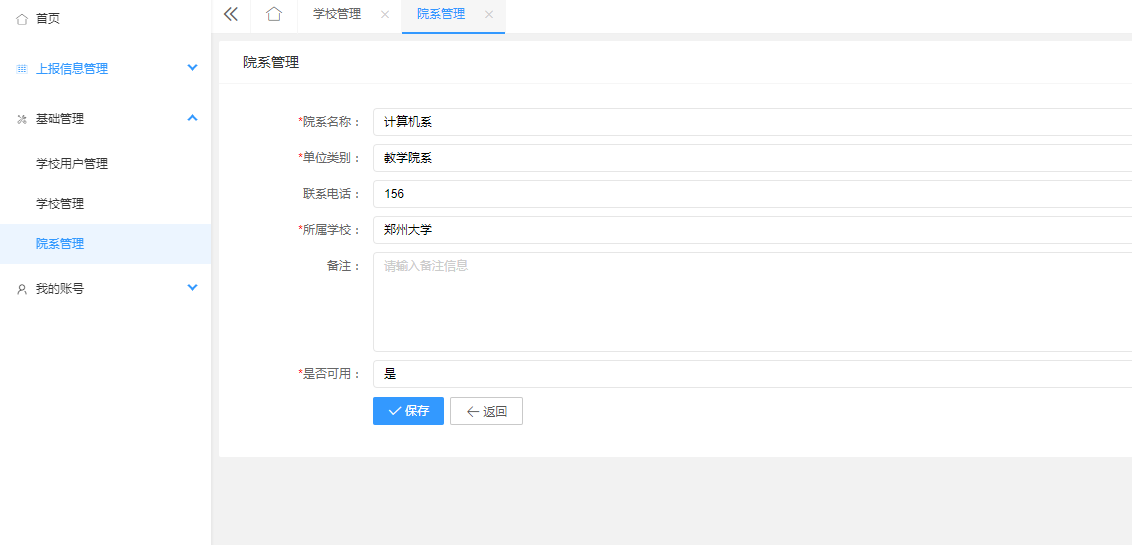 首页
上报信息管理
基础管理
学校用户管理
学校管理
院系管理
我的账号
学校管理
院系管理
院系管理
*院系名称： 计算机系
*单位类别： 教学院系
联系电话： 156
*所属学校： 郑州大学
备注： 请输入备注信息
*是否可用： 是
保存 返回